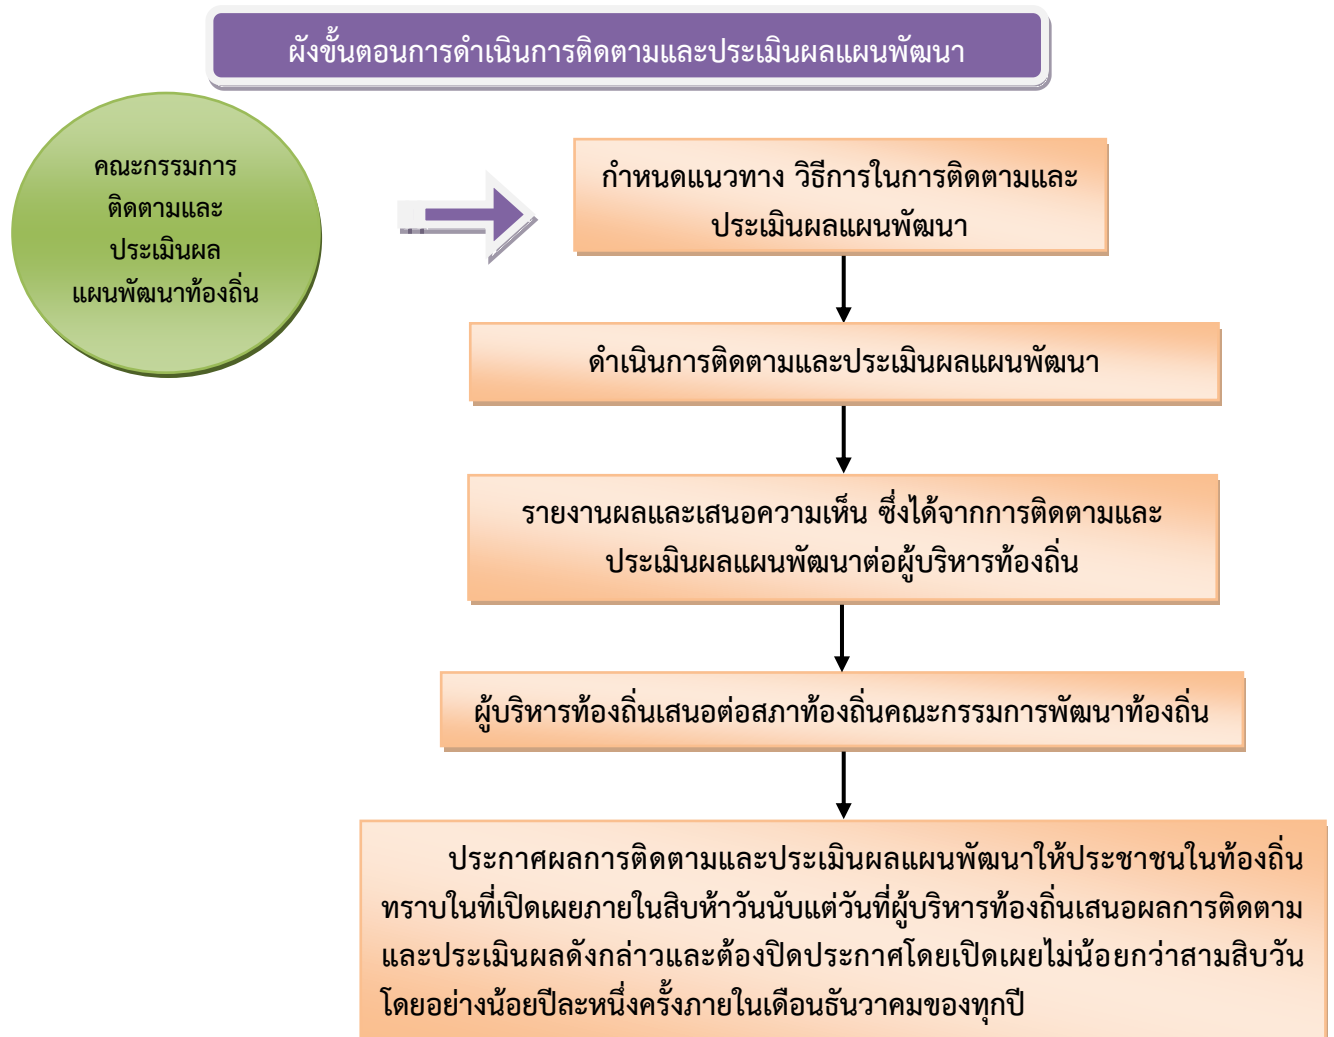 ผังขั้นตอนการดำเนินการติดตามและประเมินผลแผนพัฒนา
คณะกรรมการ
ติดตามและ
ประเมินผล
แผนพัฒนาท้องถิ่น
กำหนดแนวทาง วิธีการในการติดตามและ
ประเมินผลแผนพัฒนา
ดำเนินการติดตามและประเมินผลแผนพัฒนา
รายงานผลและเสนอความเห็น ซึ่งได้จากการติดตามและ
ประเมินผลแผนพัฒนาต่อผู้บริหารท้องถิ่น
ผู้บริหารท้องถิ่นเสนอต่อสภาท้องถิ่นคณะกรรมการพัฒนาท้องถิ่น
ประกาศผลการติดตามและประเมินผลแผนพัฒนาให้ประชาชนในท้องถิ่น
ทราบในที่เปิดเผยภายในสิบห้าวันนับแต่วันที่ผู้บริหารท้องถิ่นเสนอผลการติดตาม
และประเมินผลดังกล่าวและต้องปิดประกาศโดยเปิดเผยไม่น้อยกว่าสามสิบวัน
โดยอย่างน้อยปีละหนึ่งครั้งภายในเดือนธันวาคมของทุกปี